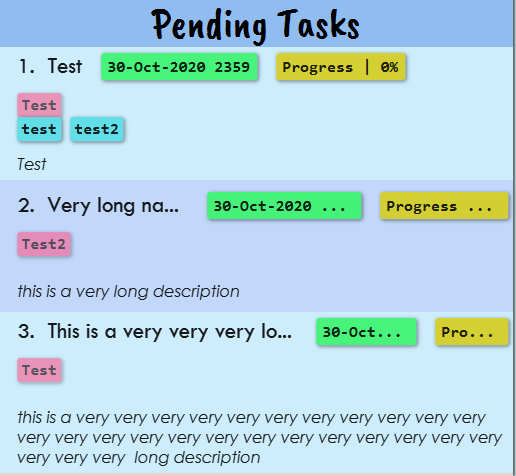 Pending Tasks
1. Test 30-Oct-2020 2359 Progress | 0%
Test
test test2
Test
2. Very long na... 30-Oct-2020 ... Progress ...
Test2
this is a very long description
3. This is a very very very lo... 30-Oct... Pro...
Test
this is a very very very very very very very very very very very
very very very very very very very very very very very very
very very very  long description